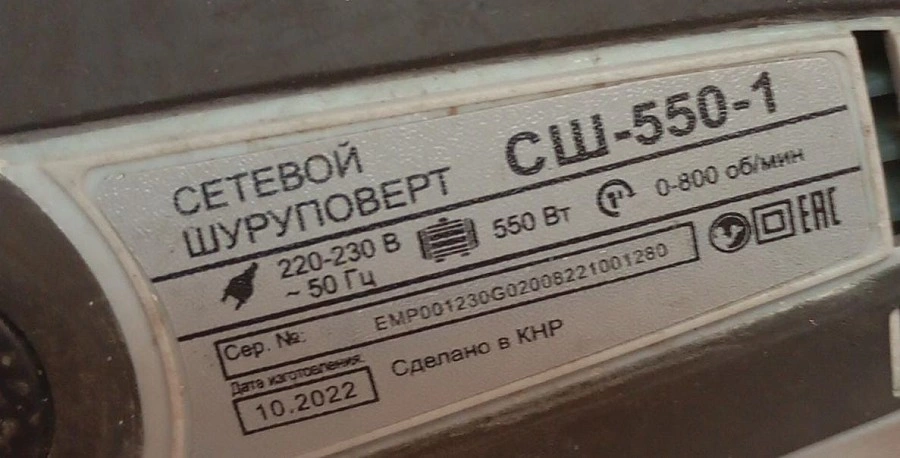 СЕТЕВОЙ
ШУРУПОВЕРТ
СШ-550-1
220-230 В
~ 50 Гц
550 Вт
0-800 об/мин
EAC
Сер. №:
EMP001230G02008221001280
Дата изготовления:
10.2022
Сделано в КНР